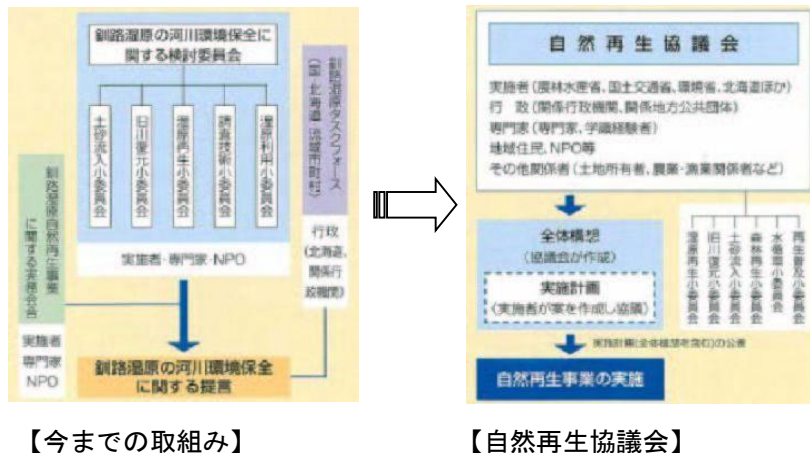 釧路湿原の河川環境保全に
関する検討委員会
土砂流入小委員会
旧川復元小委員会
湿原再生小委員会
調査技術小委員会
湿原利用小委員会
実施者・専門家・NPO
釧路湿原自然再生事業
に関する実務会合
実施者
専門家
NPO
釧路湿原タスクフォース
(国、北海道、流域市町村)
行政
(北海道、
関係行
政機関)
釧路湿原の河川環境保全
に関する提言
【今までの取組み】
自然再生協議会
実施者(農林水産省、国土交通省、環境省、北海道ほか)
行 政(関係行政機関、関係地方公共団体)
専門家(専門家、学識経験者)
地域住民、NPO等
その他関係者(土地所有者、農業・漁業関係者など)
全体構想
(協議会が作成)
実施計画
(実施者が案を作成し協議)
湿原再生小委員会
旧川復元小委員会
土砂流入小委員会
森林再生小委員会
水循環小委員会
再生普及小委員会
実施計画(全体構想を含む)の公表
自然再生事業の実施
【自然再生協議会】